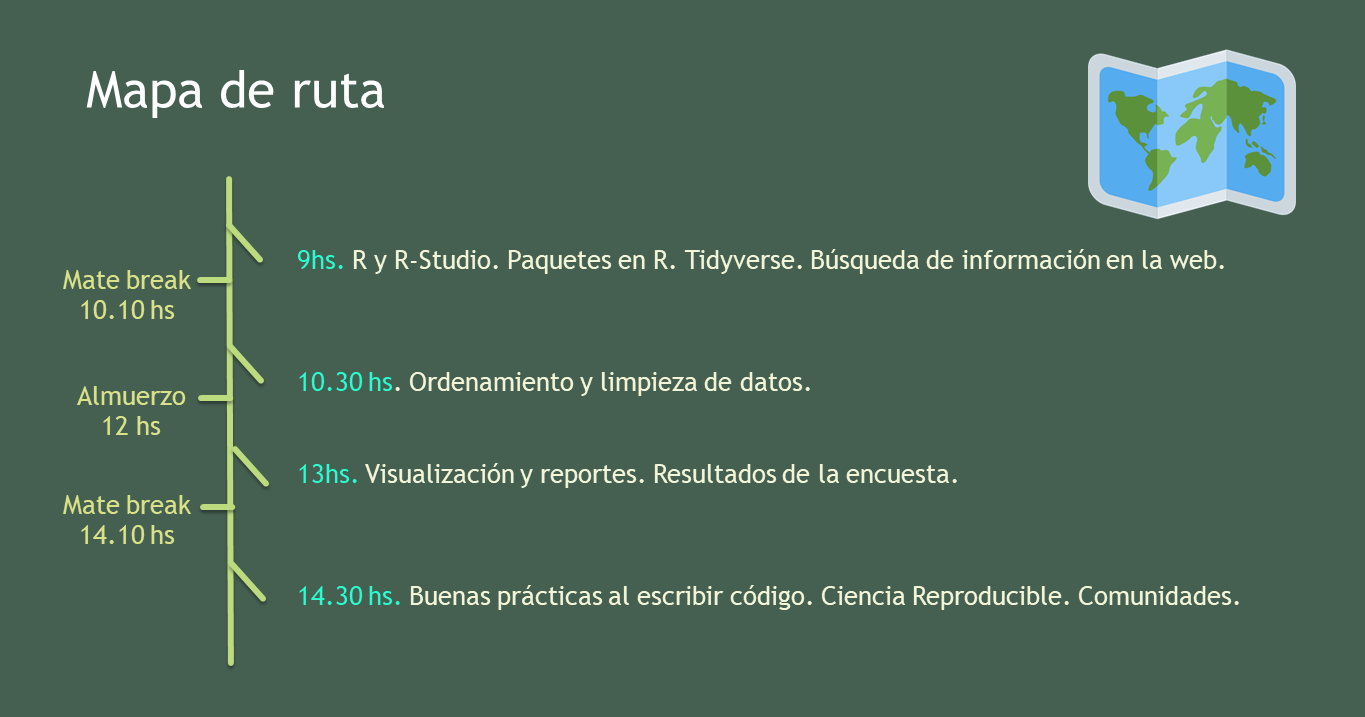 Mapa de ruta
9hs. R y R-Studio. Paquetes en R. Tidyverse. Búsqueda de información en la web.
Mate break
10.10 hs
10.30 hs. Ordenamiento y limpieza de datos.
Almuerzo
12 hs
13hs. Visualización y reportes. Resultados de la encuesta.
Mate break
14.10 hs
14.30 hs. Buenas prácticas al escribir código. Ciencia Reproducible. Comunidades.